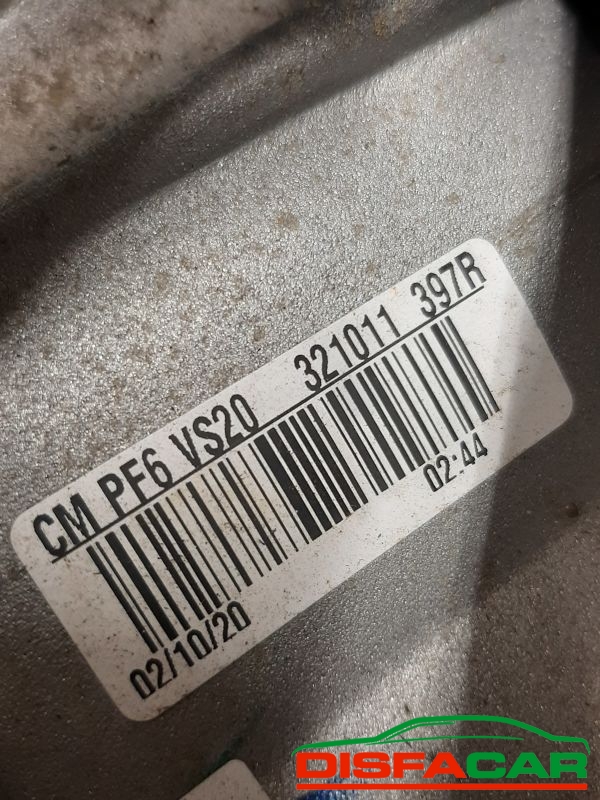 CM PF6 VS20 321011 397R
02/10/20 02:44
DISFACAR